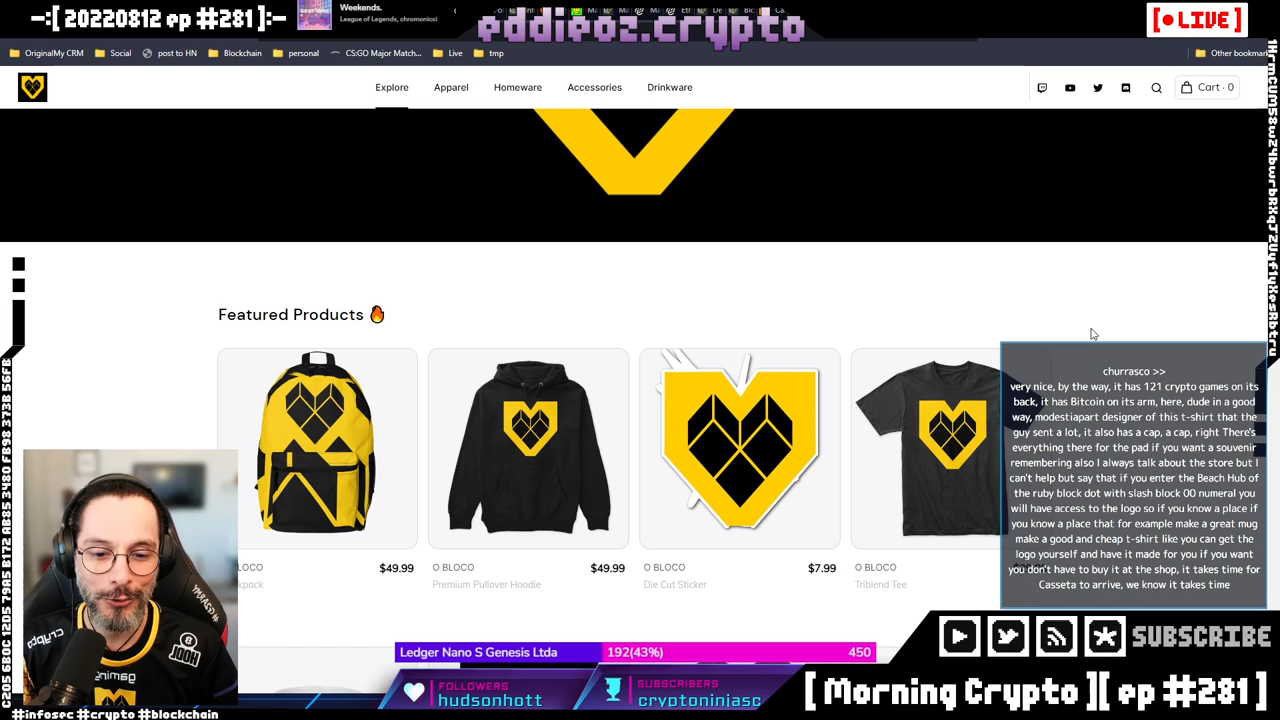 -:[ 20220812 ep #281 ]:-
Weekends.
League of Legends, chromonicci
eddieoz.crypto
[ • LIVE ]
OriginalMy CRM
Social
post to HN
Blockchain
personal
CS:GO Major Match...
Live
tmp
Other bookmar
Explore
Apparel
Homeware
Accessories
Drinkware
Cart · 0
Featured Products 🔥
LOCO
$49.99
kpack
O BLOCO
$49.99
Premium Pullover Hoodie
O BLOCO
$7.99
Die Cut Sticker
O BLOCO
Triblend Tee
churrasco >>
very nice, by the way, it has 121 crypto games on its
back, it has Bitcoin on its arm, here, dude in a good
way, modestiapart designer of this t-shirt that the
guy sent a lot, it also has a cap, a cap, right There's
everything there for the pad if you want a souvenir
remembering also I always talk about the store but I
can't help but say that if you enter the Beach Hub of
the ruby block dot with slash block 00 numeral you
will have access to the logo so if you know a place if
you know a place that for example make a great mug
make a good and cheap t-shirt like you can get the
logo yourself and have it made for you if you want
you don't have to buy it at the shop, it takes time for
Casseta to arrive, we know it takes time
Ledger Nano S Genesis Ltda
192(43%)
450
FOLLOWERS
hudsonhott
SUBSCRIBERS
cryptoninjasc
SUBSCRIBE
[ Morning Crypto ][ ep #281 ]
#infosec #crypto #blockchain